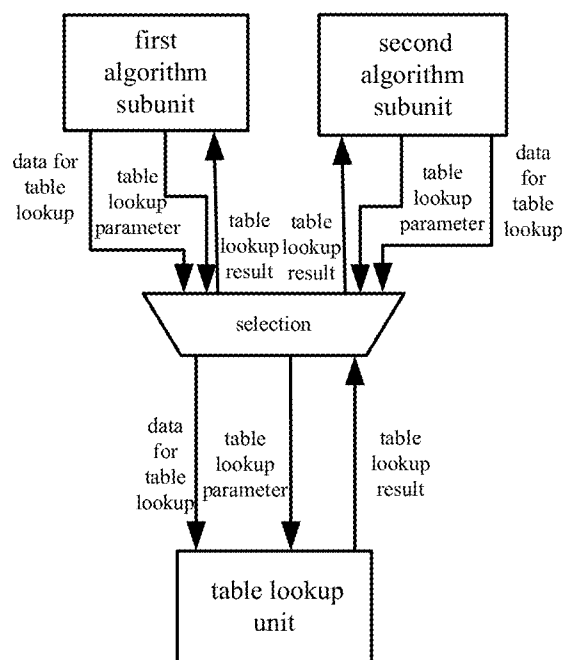 first
algorithm
subunit
second
algorithm
subunit
data for
table
lookup
table
lookup
parameter
table
lookup
result
table
lookup
result
table
lookup
parameter
data
for
table
lookup
selection
data
for
table
lookup
table
lookup
parameter
table
lookup
result
table lookup
unit